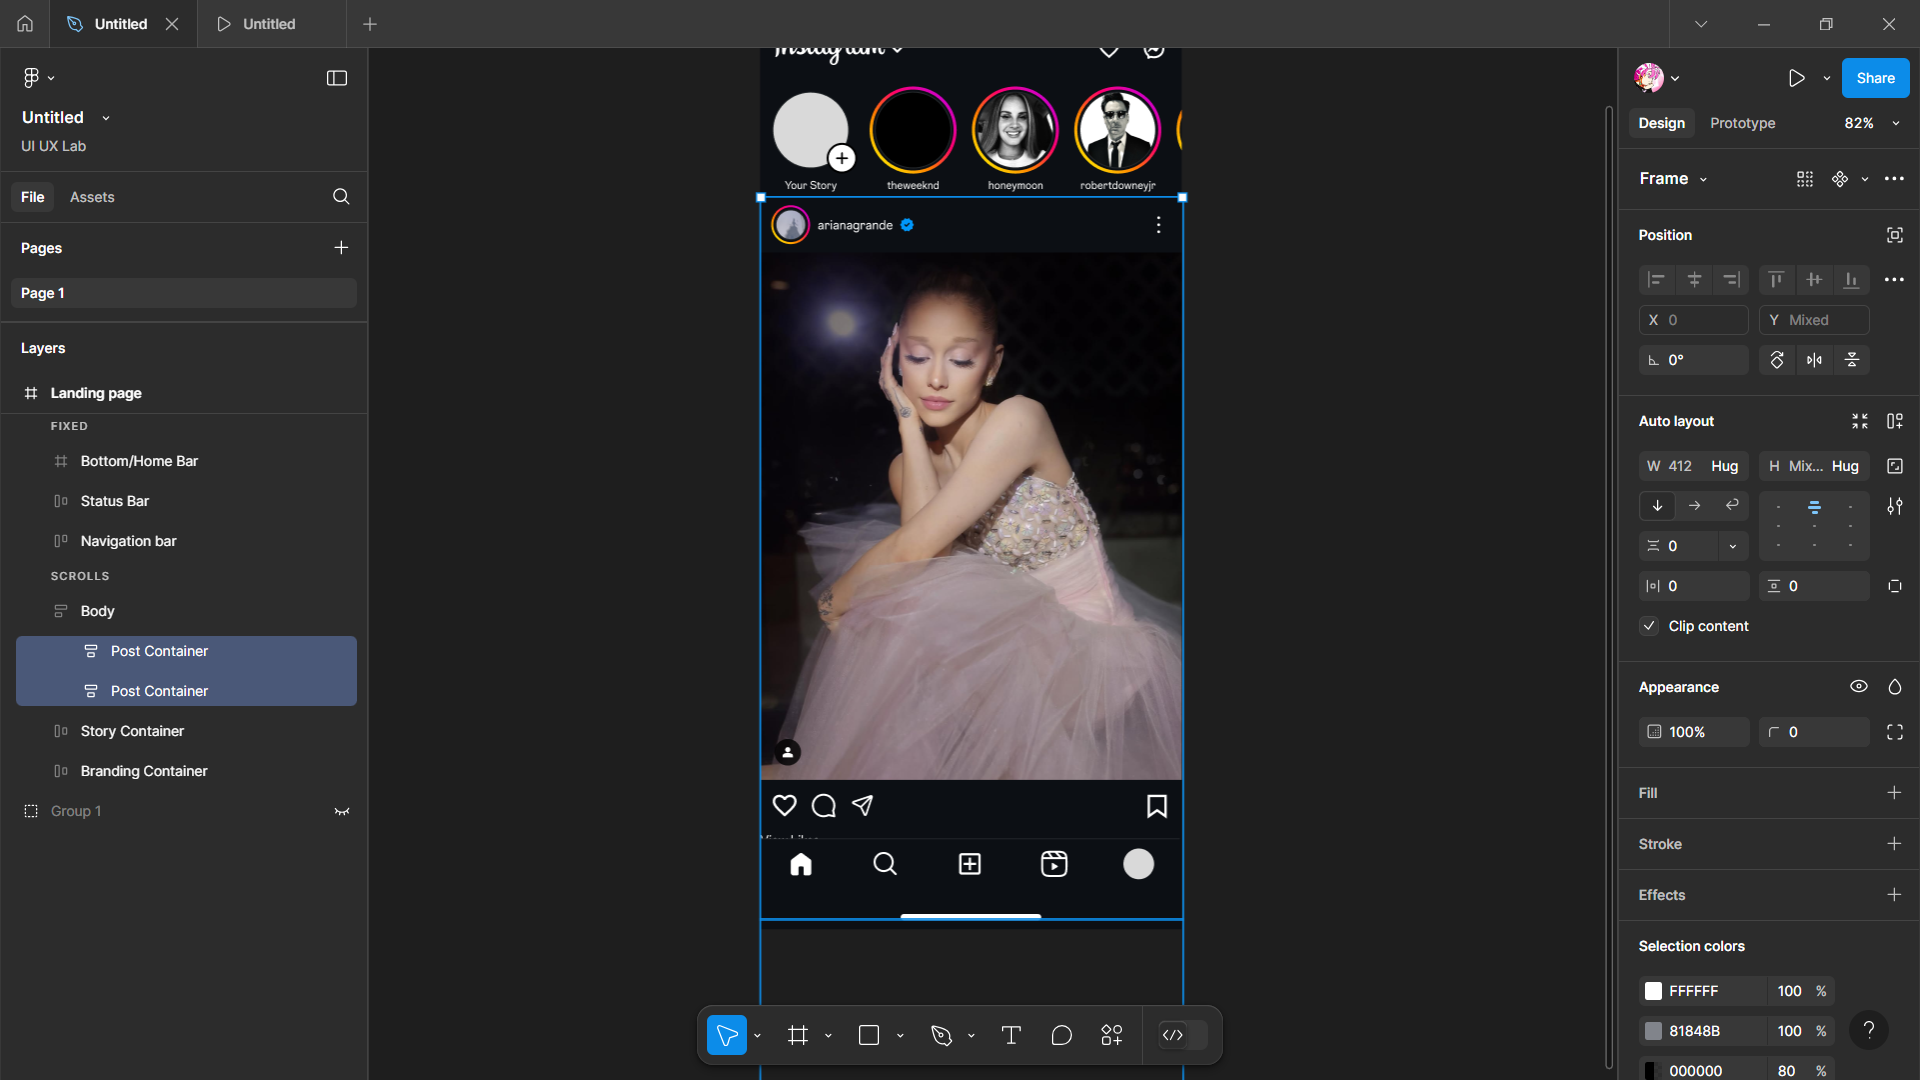 Untitled
Untitled
Untitled
UI UX Lab
File
Assets
Pages
Page 1
Layers
Landing page
FIXED
Bottom/Home Bar
Status Bar
Navigation bar
SCROLLS
Body
Post Container
Post Container
Story Container
Branding Container
Group 1
Instagram
Your Story
theweeknd
honeymoon
robertdowneyjr
arianagrande
View Likes
Share
Design
Prototype
82%
Frame
Position
X 0
Y Mixed
0°
Auto layout
W 412 Hug
H Mix... Hug
0
0
0
Clip content
Appearance
100%
0
Fill
Stroke
Effects
Selection colors
FFFFFF 100 %
81848B 100 %
000000 80 %
?